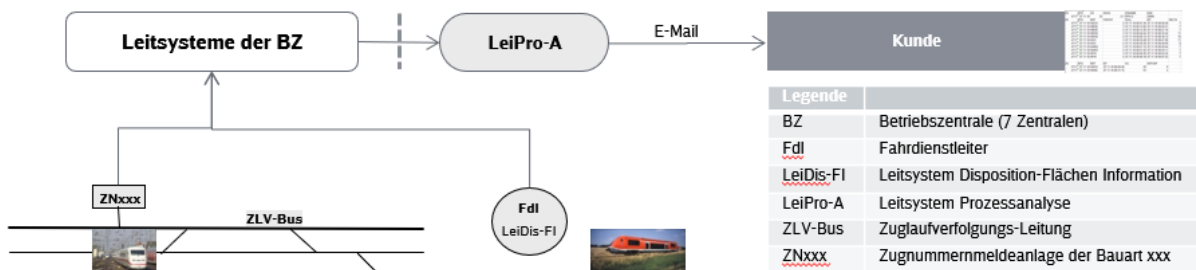 Leitsysteme der BZ
LeiPro-A
E-Mail
Kunde
ZNxxx
ZLV-Bus
Fdl
LeiDis-FI
Legende
BZ Betriebszentrale (7 Zentralen)
Fdl Fahrdienstleiter
LeiDis-FI Leitsystem Disposition-Flächen Information
LeiPro-A Leitsystem Prozessanalyse
ZLV-Bus Zuglaufverfolgungs-Leitung
ZNxxx Zugnummernmeldeanlage der Bauart xxx